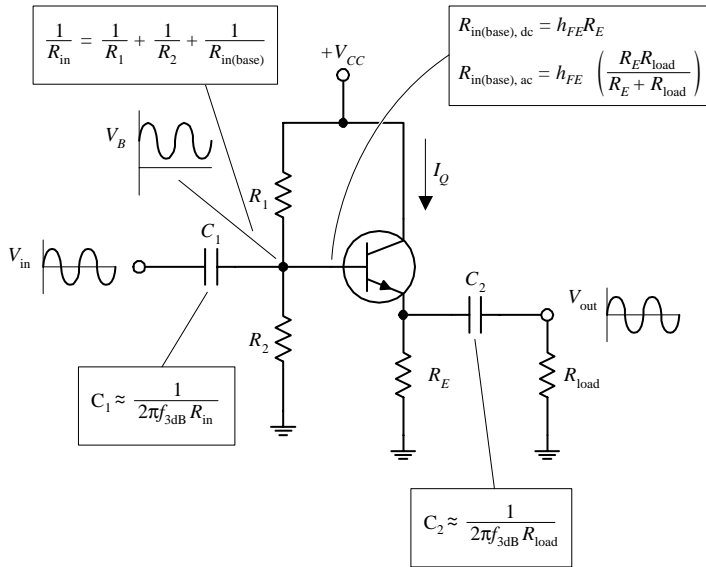 1/R_in = 1/R_1 + 1/R_2 + 1/R_in(base)
R_in(base), dc = h_FE R_E
R_in(base), ac = h_FE (R_E R_load / R_E + R_load)
+V_CC
V_B
I_Q
R_1
C_1
V_in
C_2
V_out
R_2
R_E
R_load
C_1 ≈ 1/2πf_3dB R_in
C_2 ≈ 1/2πf_3dB R_load